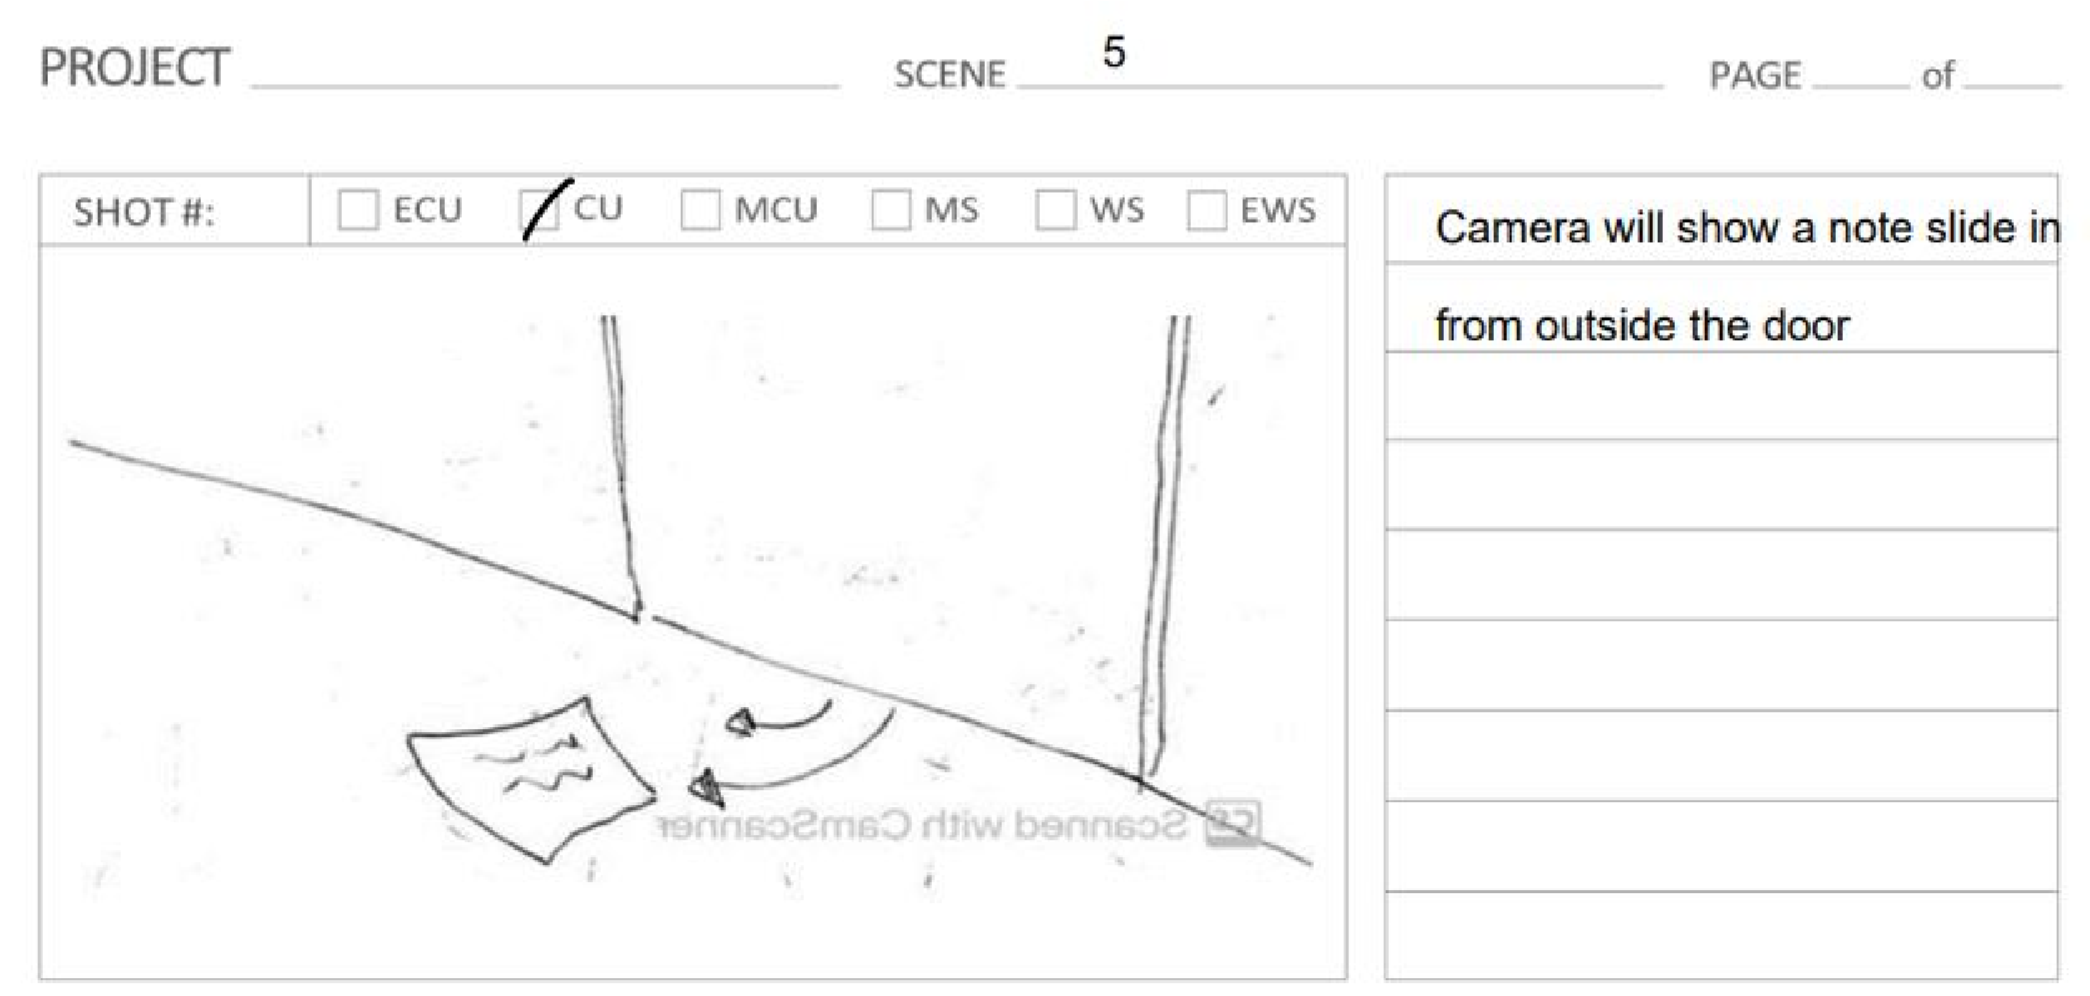 PROJECT SCENE 5 PAGE of
SHOT #: ECU CU MCU MS WS EWS
Camera will show a note slide in
from outside the door
CS Scanned with CamScanner